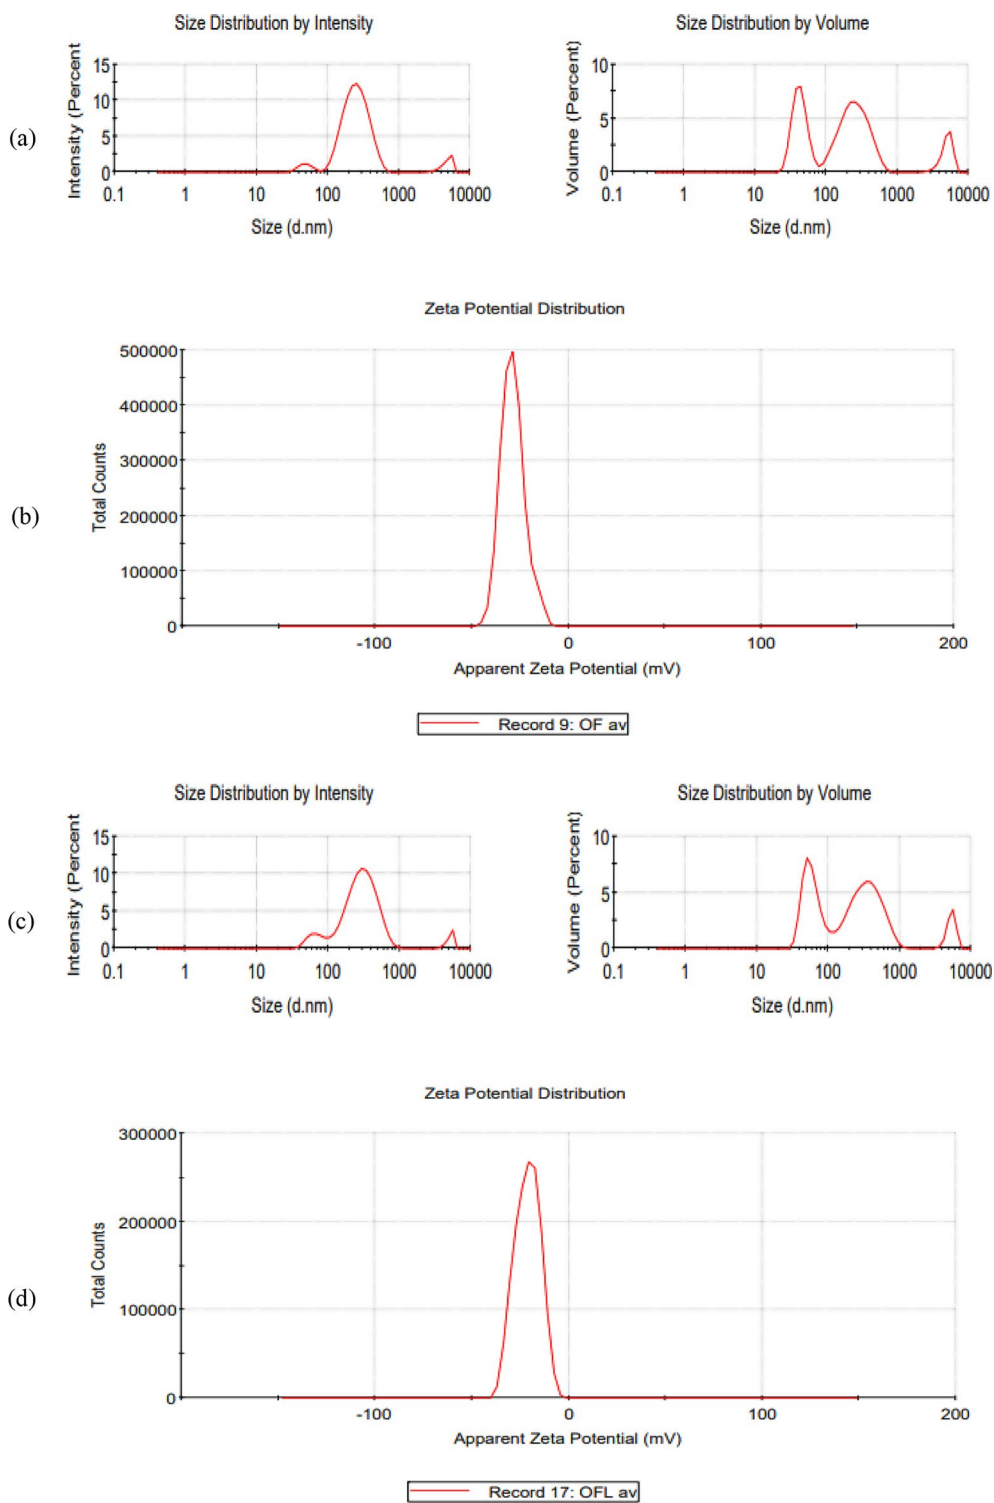 Size Distribution by Intensity
Size Distribution by Volume
(a)
Intensity (Percent
15
10
5
0
0.1 1 10 100 1000 10000
Size (d.nm)
Volume (Percent)
10
5
0
0.1 1 10 100 1000 10000
Size (d.nm)
Zeta Potential Distribution
(b)
Total Counts
500000
400000
300000
200000
100000
0
-100 0 100 200
Apparent Zeta Potential (mV)
Record 9: OF av
Size Distribution by Intensity
Size Distribution by Volume
(c)
Intensity (Percent
15
10
5
0
0.1 1 10 100 1000 10000
Size (d.nm)
Volume (Percent)
10
5
0
0.1 1 10 100 1000 10000
Size (d.nm)
Zeta Potential Distribution
(d)
Total Counts
300000
200000
100000
0
-100 0 100 200
Apparent Zeta Potential (mV)
Record 17: OFL av